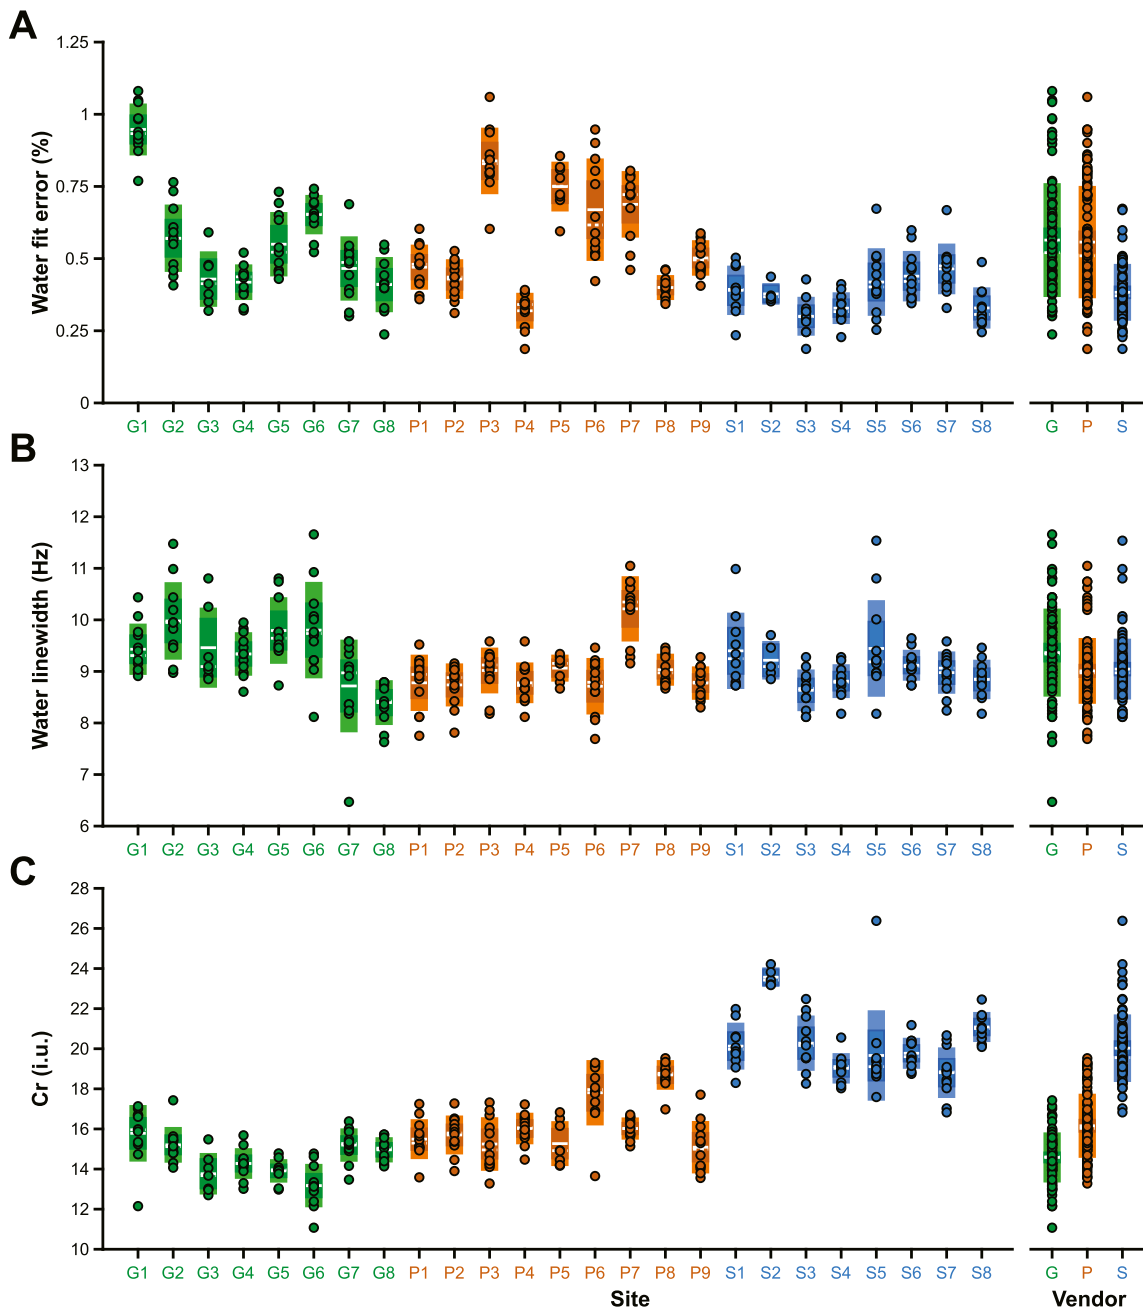 A
Water fit error (%)
1.25
1
0.75
0.5
0.25
0
G1 G2 G3 G4 G5 G6 G7 G8 P1 P2 P3 P4 P5 P6 P7 P8 P9 S1 S2 S3 S4 S5 S6 S7 S8 G P S
B
Water linewidth (Hz)
13
12
11
10
9
8
7
6
G1 G2 G3 G4 G5 G6 G7 G8 P1 P2 P3 P4 P5 P6 P7 P8 P9 S1 S2 S3 S4 S5 S6 S7 S8 G P S
C
Cr (i.u.)
28
26
24
22
20
18
16
14
12
10
G1 G2 G3 G4 G5 G6 G7 G8 P1 P2 P3 P4 P5 P6 P7 P8 P9 S1 S2 S3 S4 S5 S6 S7 S8 G P S
Site Vendor